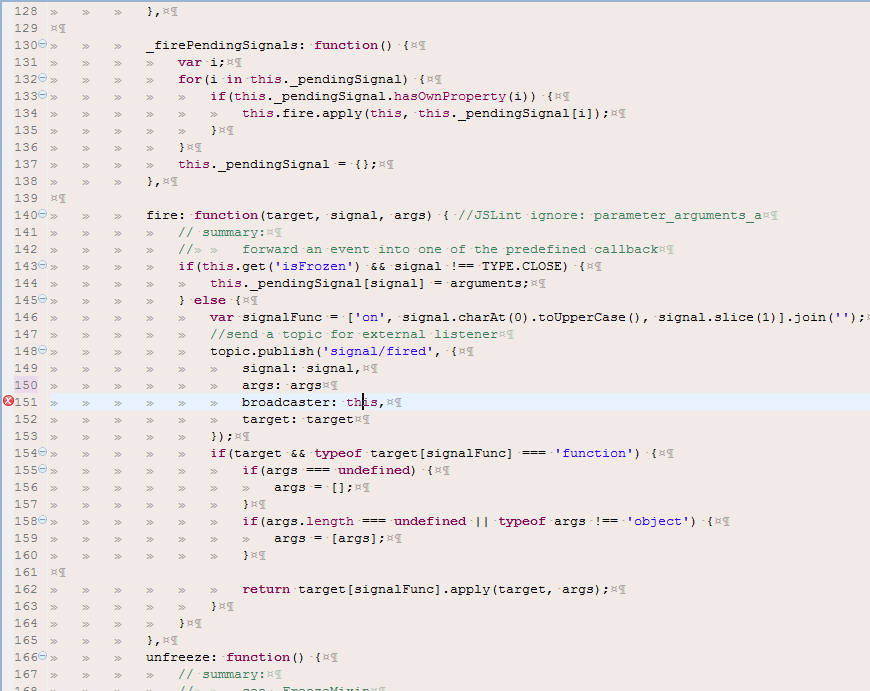 128 » » » },¤¶
129 ¤¶
130 » » » _firePendingSignals: function() {¤¶
131 » » » » var i;¤¶
132 » » » » for(i in this._pendingSignal) {¤¶
133 » » » » » if(this._pendingSignal.hasOwnProperty(i)) {¤¶
134 » » » » » » this.fire.apply(this, this._pendingSignal[i]);¤¶
135 » » » » » }¤¶
136 » » » » }¤¶
137 » » » » this._pendingSignal = {};¤¶
138 » » » },¤¶
139 ¤¶
140 » » » fire: function(target, signal, args) { //JSLint ignore: parameter_arguments_a¤¶
141 » » » » // summary:¤¶
142 » » » » //» » forward an event into one of the predefined callback¤¶
143 » » » » if(this.get('isFrozen') && signal !== TYPE.CLOSE) {¤¶
144 » » » » » this._pendingSignal[signal] = arguments;¤¶
145 » » » » } else {¤¶
146 » » » » » var signalFunc = ['on', signal.charAt(0).toUpperCase(), signal.slice(1)].join('');
147 » » » » » //send a topic for external listener¤¶
148 » » » » » topic.publish('signal/fired', {¤¶
149 » » » » » » signal: signal,¤¶
150 » » » » » » args: args¤¶
151 » » » » » » broadcaster: this,¤¶
152 » » » » » » target: target¤¶
153 » » » » » });¤¶
154 » » » » » if(target && typeof target[signalFunc] === 'function') {¤¶
155 » » » » » » if(args === undefined) {¤¶
156 » » » » » » » args = [];¤¶
157 » » » » » » }¤¶
158 » » » » » » if(args.length === undefined || typeof args !== 'object') {¤¶
159 » » » » » » » args = [args];¤¶
160 » » » » » » }¤¶
161 ¤¶
162 » » » » » » return target[signalFunc].apply(target, args);¤¶
163 » » » » » }¤¶
164 » » » » }¤¶
165 » » » },¤¶
166 » » » unfreeze: function() {¤¶
167 » » » » // summary:¤¶
168 » » » » //» » see: FreezeMixin¤¶